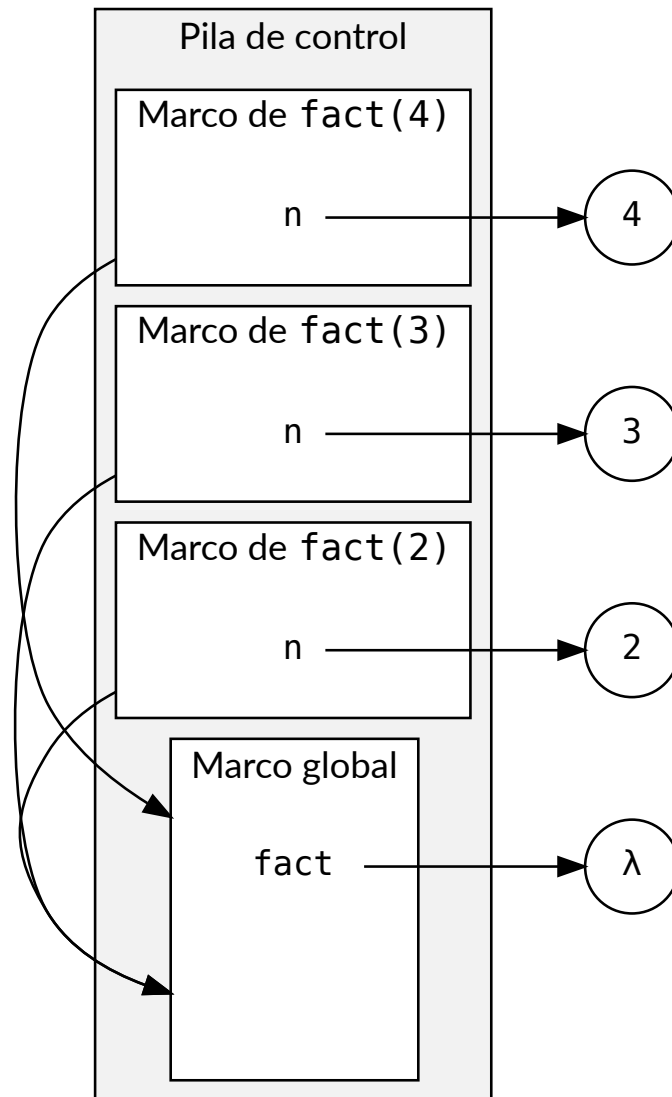 Pila de control
Marco de fact(4)
n
4
Marco de fact(3)
n
3
Marco de fact(2)
n
2
Marco global
fact
λ